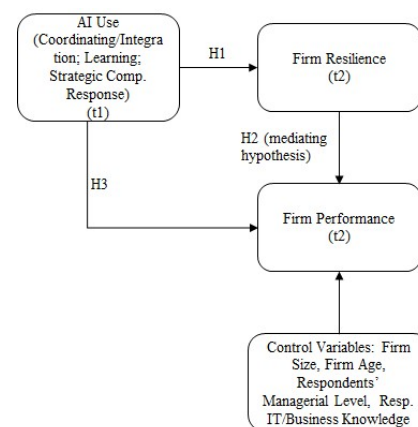 AI Use
(Coordinating/Integra
tion; Learning;
Strategic Comp.
Response)
(t1)
H1
Firm Resilience
(t2)
H2 (mediating
hypothesis)
H3
Firm Performance
(t2)
Control Variables: Firm
Size, Firm Age,
Respondents’
Managerial Level, Resp.
IT/Business Knowledge